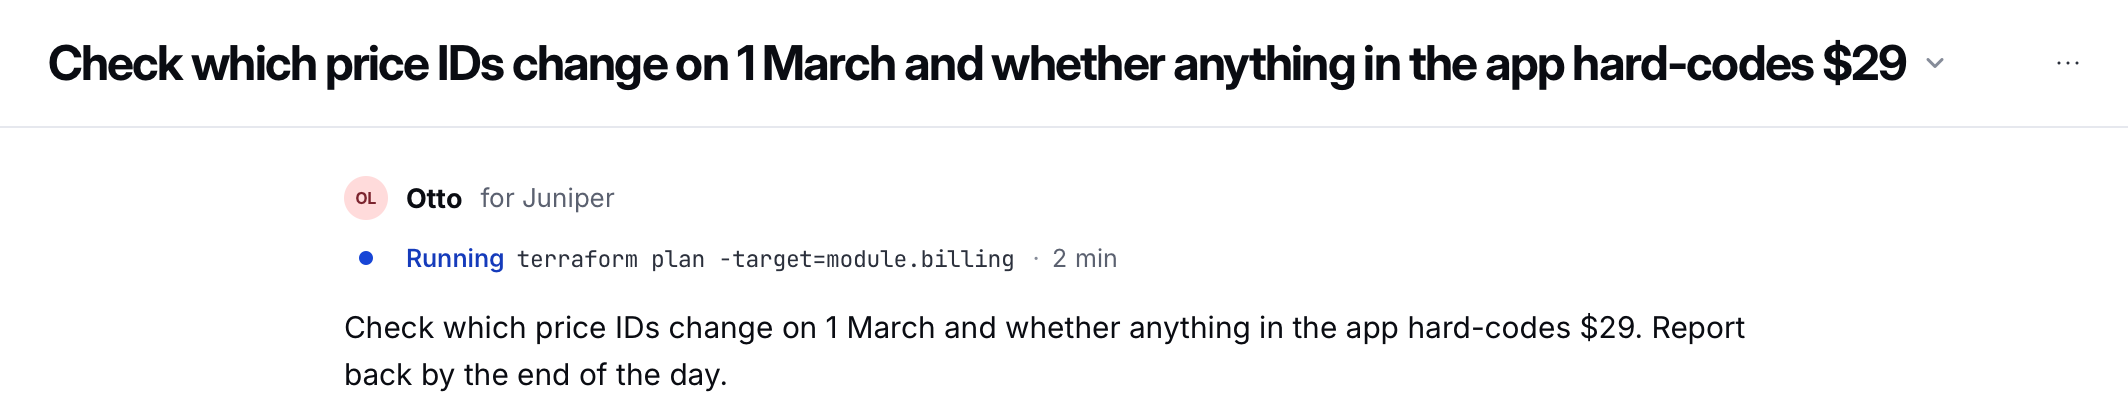 Check which price IDs change on 1 March and whether anything in the app hard-codes $29
OL Otto for Juniper
Running terraform plan -target=module.billing · 2 min
Check which price IDs change on 1 March and whether anything in the app hard-codes $29. Report
back by the end of the day.